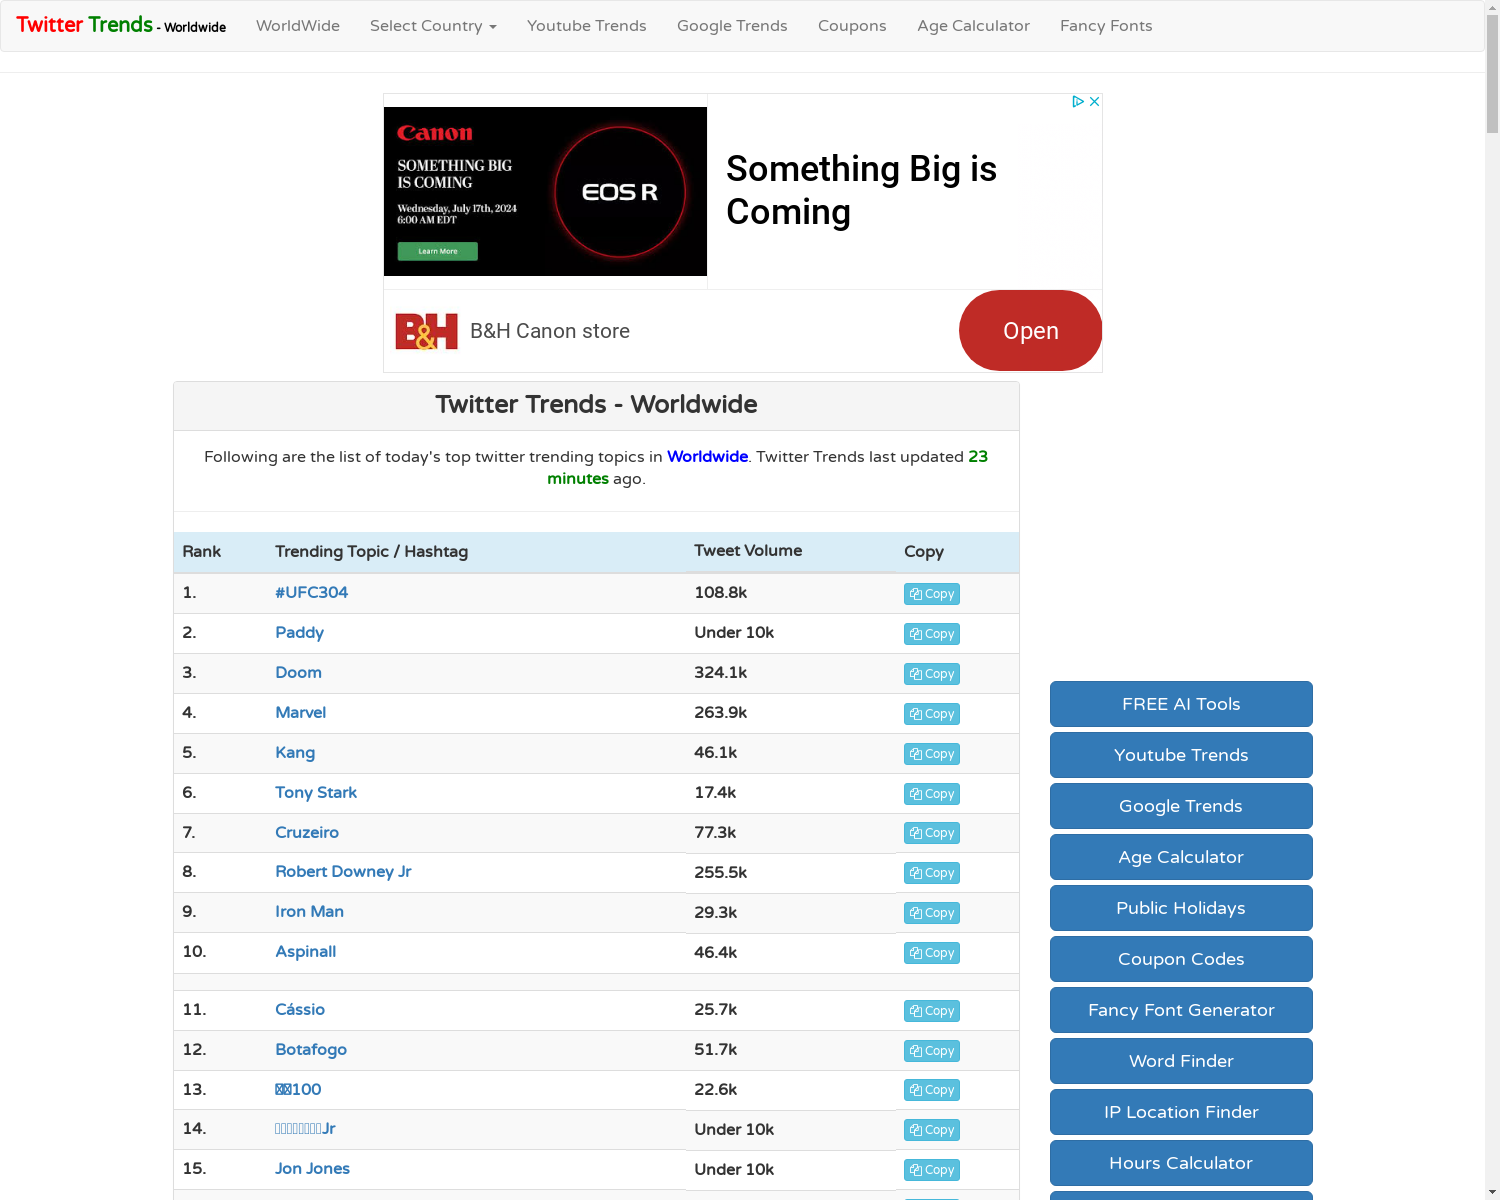 Twitter Trends - Worldwide
WorldWide
Select Country
Youtube Trends
Google Trends
Coupons
Age Calculator
Fancy Fonts
Canon
SOMETHING BIG
IS COMING
Wednesday, July 17th, 2024
6:00 AM EDT
Learn More
EOS R
Something Big is
Coming
B&H
B&H Canon store
Open
Twitter Trends - Worldwide
Following are the list of today's top twitter trending topics in Worldwide. Twitter Trends last updated 23
minutes ago.
Rank Trending Topic / Hashtag Tweet Volume Copy
1. #UFC304 108.8k Copy
2. Paddy Under 10k Copy
3. Doom 324.1k Copy
4. Marvel 263.9k Copy
5. Kang 46.1k Copy
6. Tony Stark 17.4k Copy
7. Cruzeiro 77.3k Copy
8. Robert Downey Jr 255.5k Copy
9. Iron Man 29.3k Copy
10. Aspinall 46.4k Copy
11. Cássio 25.7k Copy
12. Botafogo 51.7k Copy
13. 100 22.6k Copy
14. Jr Under 10k Copy
15. Jon Jones Under 10k Copy
FREE AI Tools
Youtube Trends
Google Trends
Age Calculator
Public Holidays
Coupon Codes
Fancy Font Generator
Word Finder
IP Location Finder
Hours Calculator